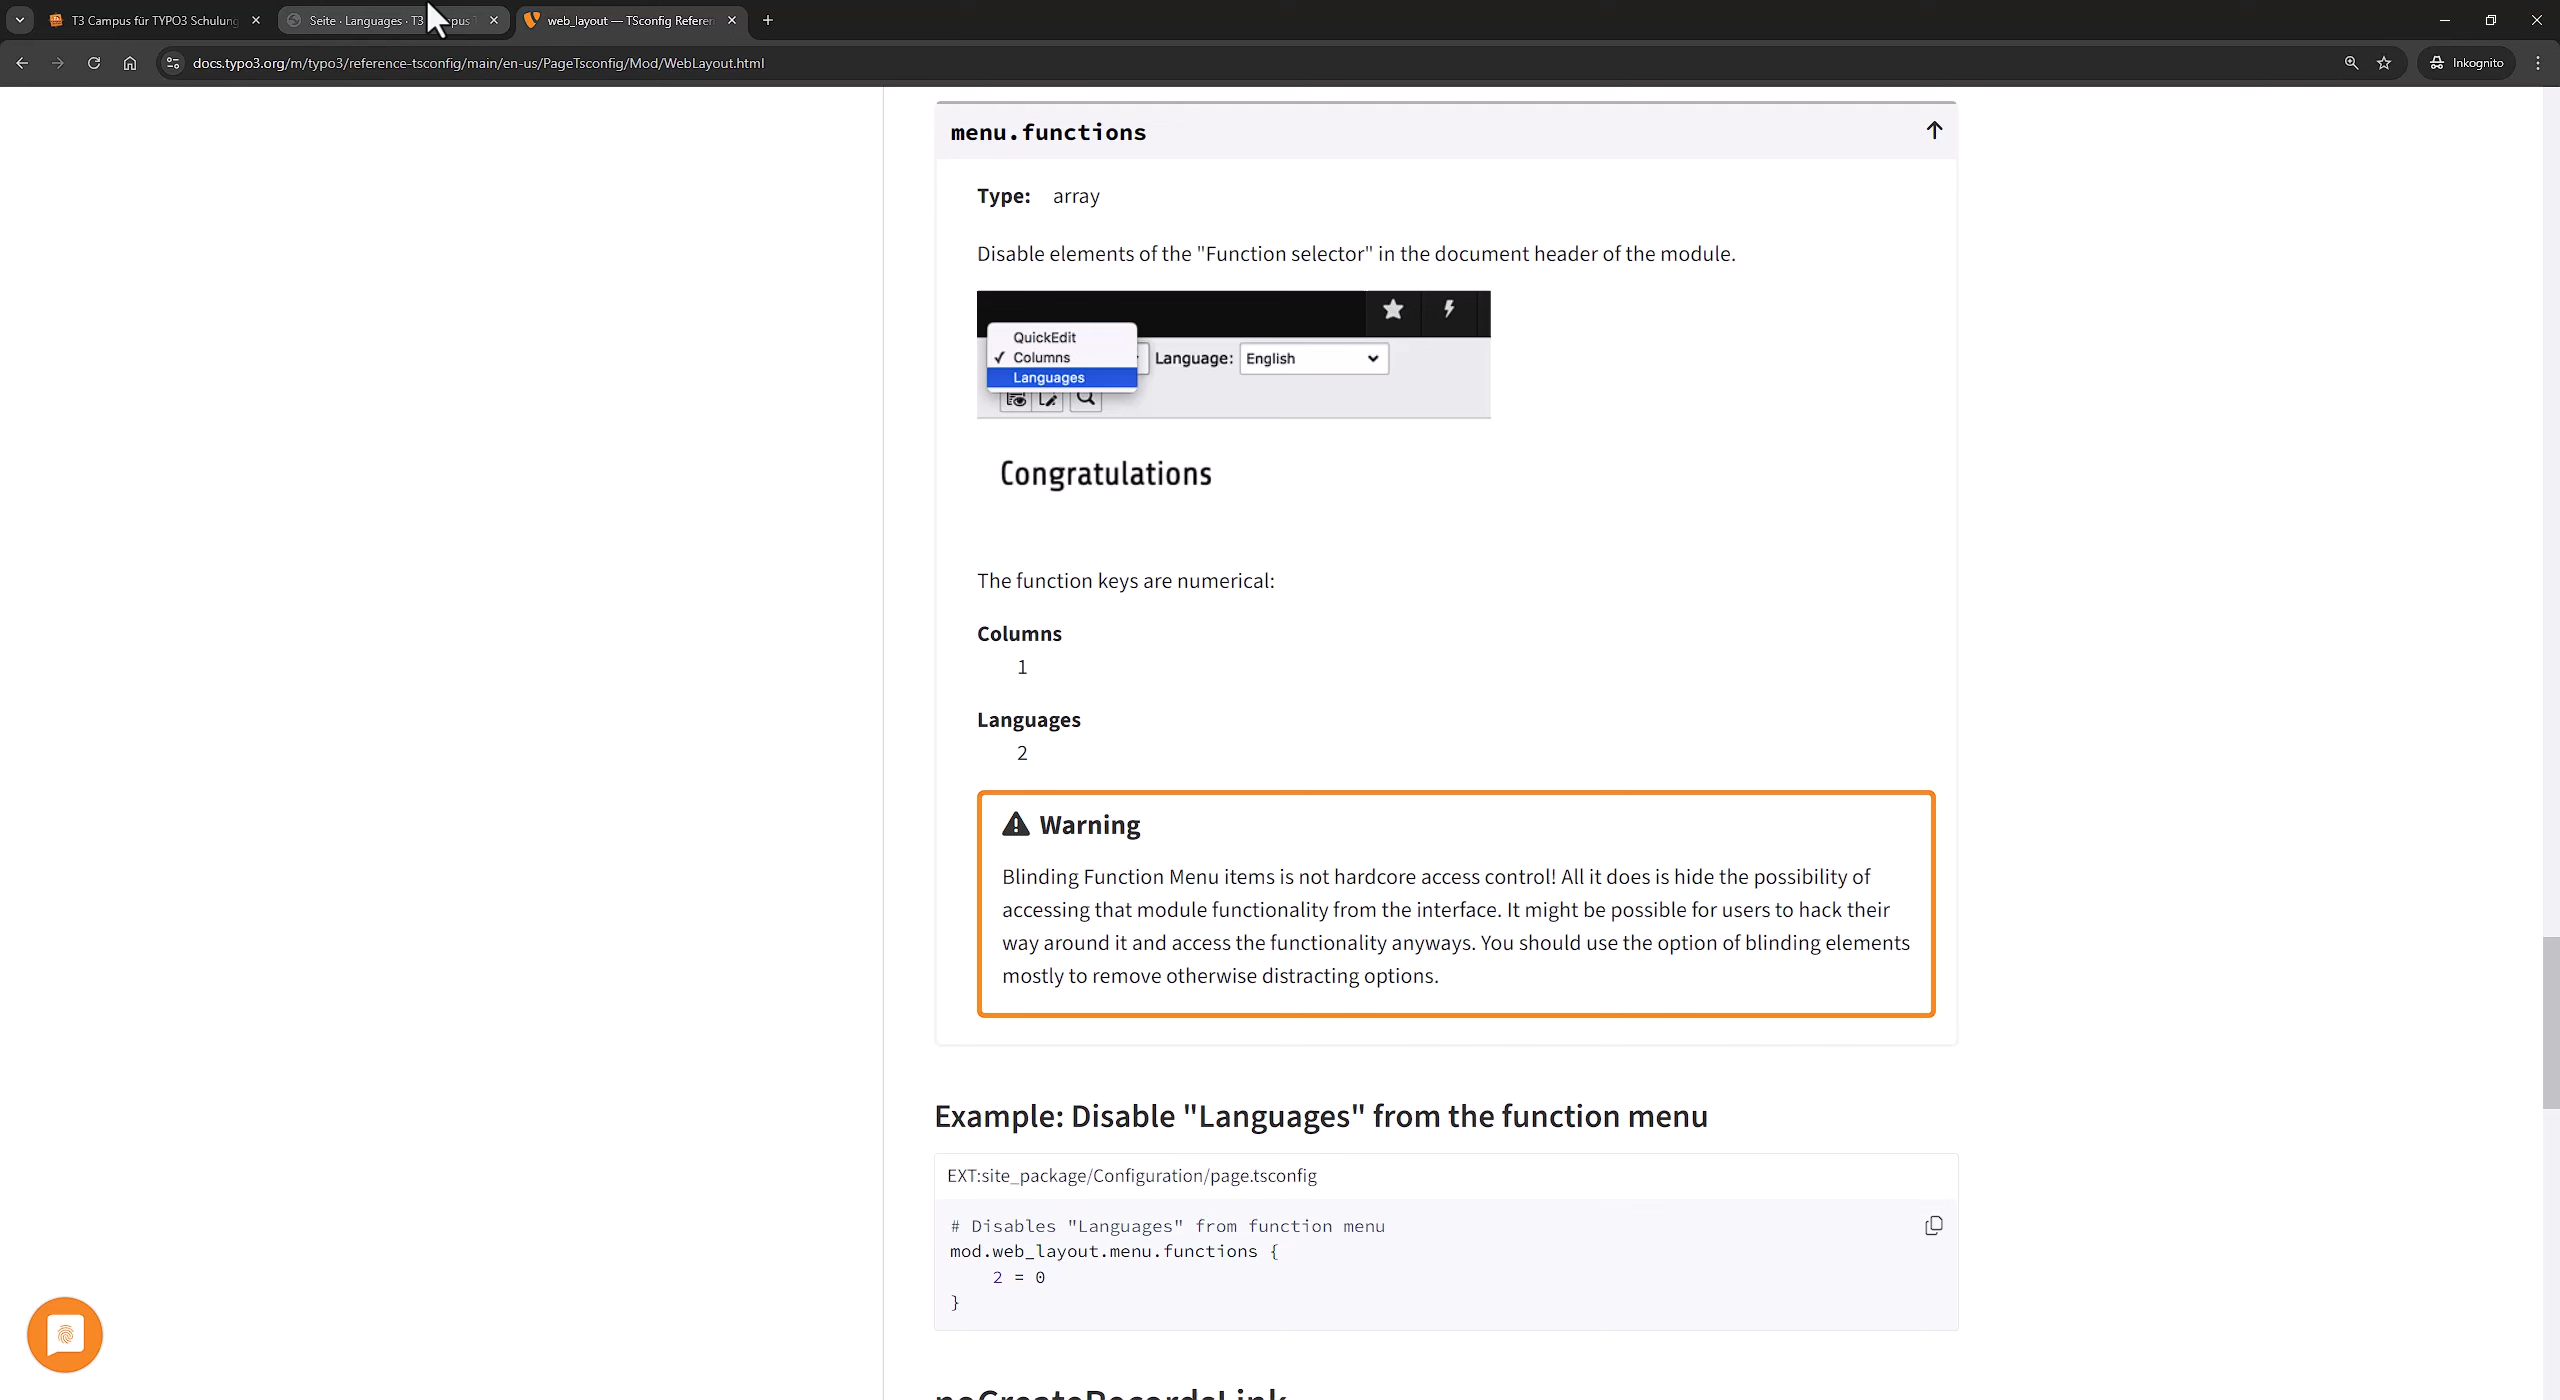 T3 Campus für TYPO3 Schulung
Seite · Languages · T3
web_layout — TSconfig Referen
docs.typo3.org/m/typo3/reference-tsconfig/main/en-us/PageTsconfig/Mod/WebLayout.html
Inkognito
menu.functions
Type: array
Disable elements of the "Function selector" in the document header of the module.
QuickEdit
✓ Columns
Languages
Language: English
Congratulations
The function keys are numerical:
Columns
1
Languages
2
Warning
Blinding Function Menu items is not hardcore access control! All it does is hide the possibility of
accessing that module functionality from the interface. It might be possible for users to hack their
way around it and access the functionality anyways. You should use the option of blinding elements
mostly to remove otherwise distracting options.
Example: Disable "Languages" from the function menu
EXT:site_package/Configuration/page.tsconfig
# Disables "Languages" from function menu
mod.web_layout.menu.functions {
2 = 0
}
noCreateRecordsLink